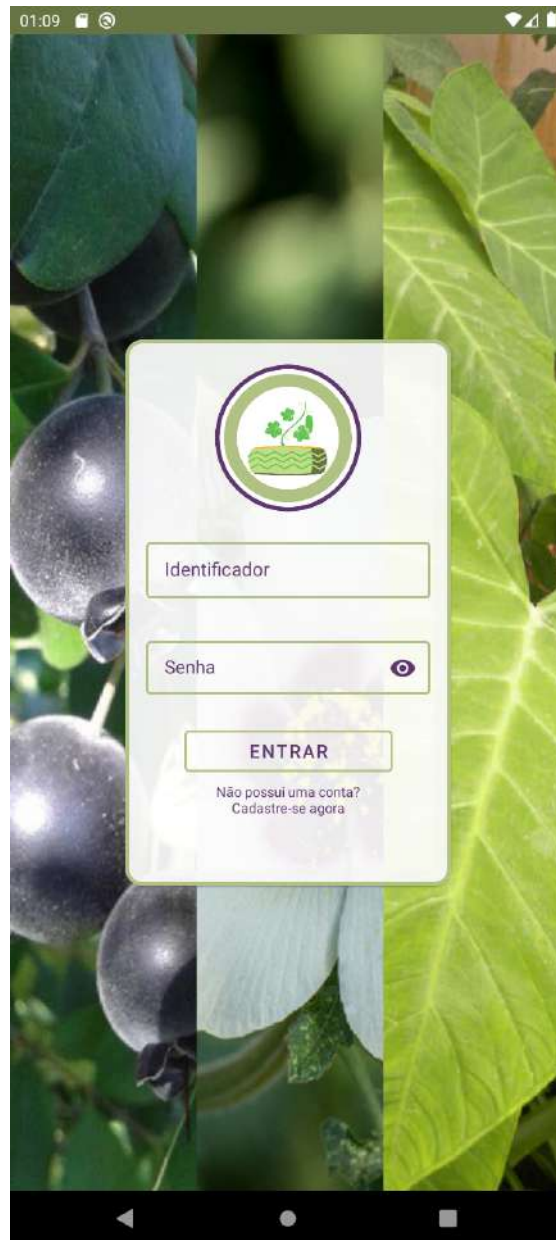 01:09
Identificador
Senha
ENTRAR
Não possui uma conta?
Cadastre-se agora